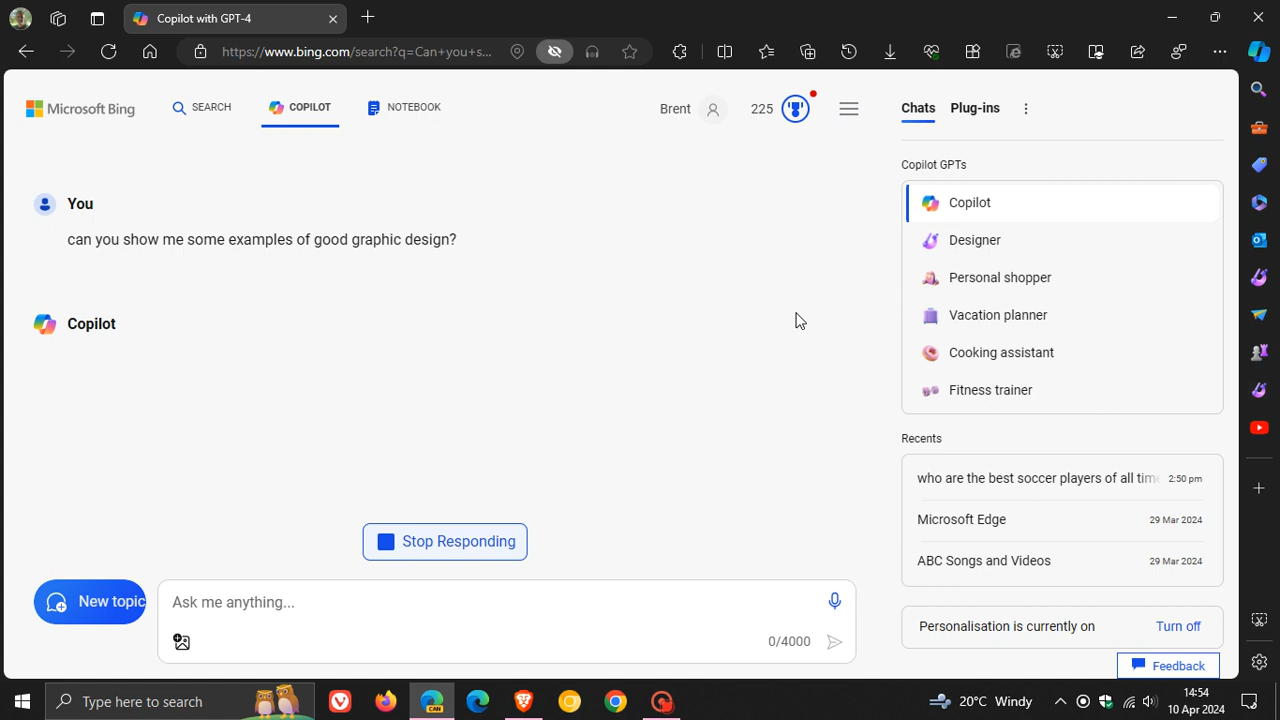 Copilot with GPT-4
https://www.bing.com/search?q=Can+you+s...
Microsoft Bing
SEARCH
COPILOT
NOTEBOOK
Brent
225
Chats
Plug-ins
You
can you show me some examples of good graphic design?
Copilot
Stop Responding
New topic
Ask me anything...
0/4000
Copilot GPTs
Copilot
Designer
Personal shopper
Vacation planner
Cooking assistant
Fitness trainer
Recents
who are the best soccer players of all time 2:50 pm
Microsoft Edge 29 Mar 2024
ABC Songs and Videos 29 Mar 2024
Personalisation is currently on Turn off
Feedback
Type here to search
CAN
20°C Windy
14:54
10 Apr 2024